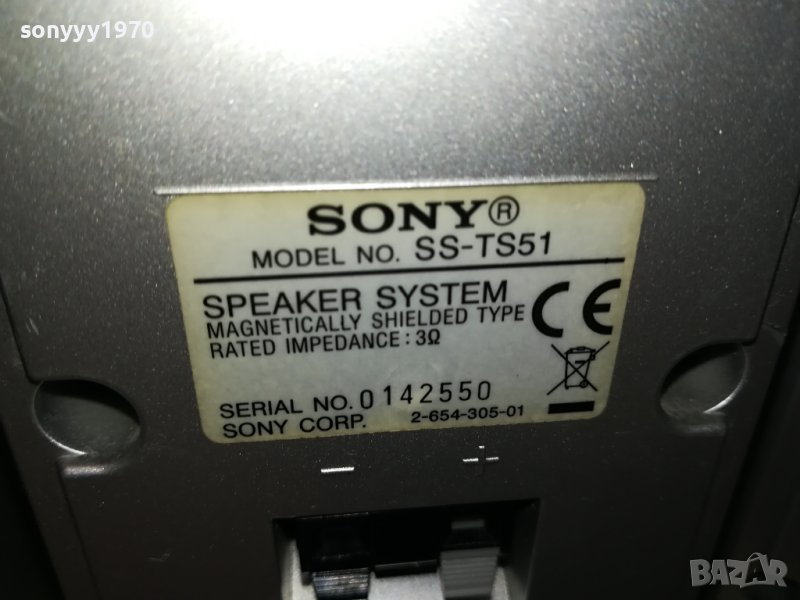 sonyyy1970
SONY®
MODEL NO. SS-TS51
SPEAKER SYSTEM
MAGNETICALLY SHIELDED TYPE
RATED IMPEDANCE: 3Ω
CE
SERIAL NO. 0142550
SONY CORP. 2-654-305-01
− +
BAZAR